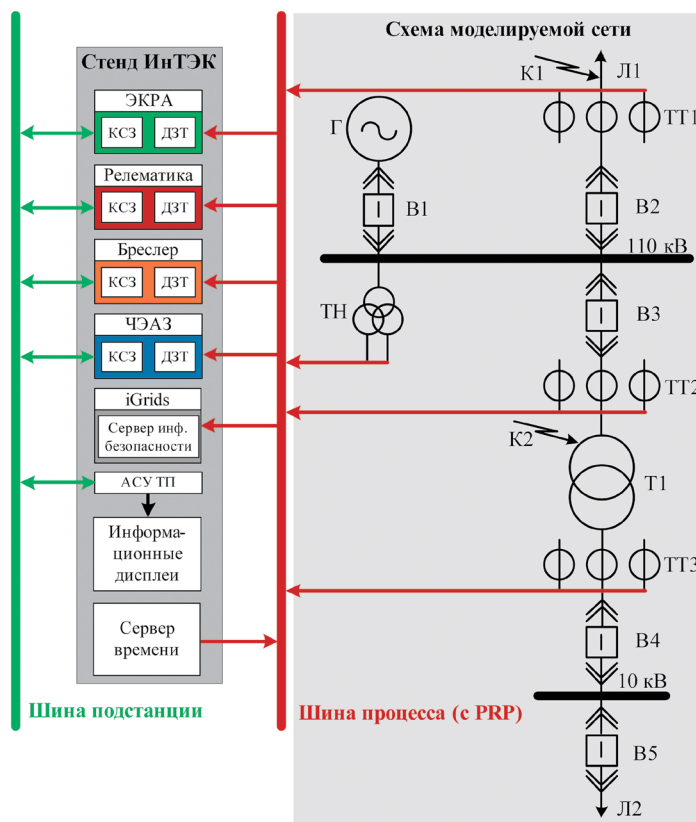 Стенд ИнТЭК
ЭКРА
КСЗ ДЗТ
Релематика
КСЗ ДЗТ
Бреслер
КСЗ ДЗТ
ЧЭАЗ
КСЗ ДЗТ
iGrids
Сервер инф.
безопасности
АСУ ТП
Информа-
ционные
дисплеи
Сервер
времени
Шина подстанции
Шина процесса (с PRP)
Схема моделируемой сети
К1
Л1
ТТ1
Г
В1
В2
110 кВ
ТН
В3
ТТ2
К2
Т1
ТТ3
В4
10 кВ
В5
Л2